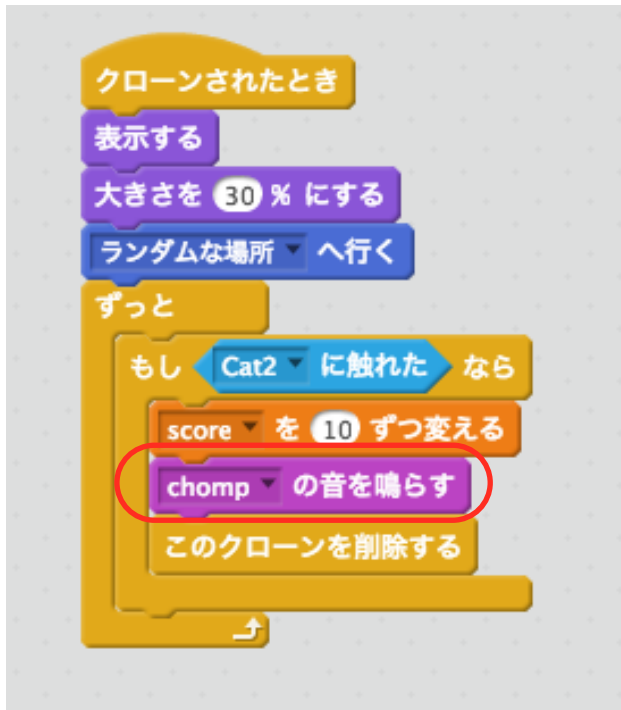 クローンされたとき
表示する
大きさを 30 % にする
ランダムな場所 へ行く
ずっと
もし Cat2 に触れた なら
score を 10 ずつ変える
chomp の音を鳴らす
このクローンを削除する